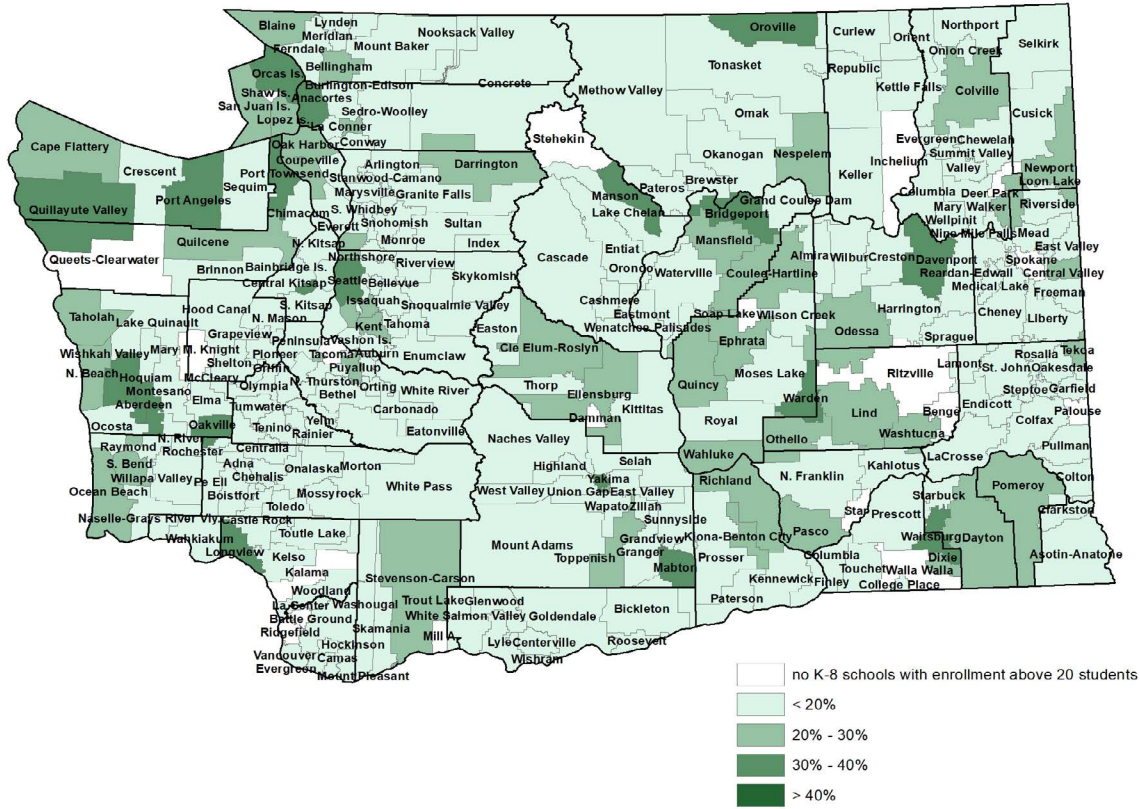 Blaine
Lynden
Meridian
Ferndale
Nooksack Valley
Mount Baker
Bellingham
Orcas Is.
Burlington-Edison
Concrete
Shaw Is.
Anacortes
San Juan Is.
Sedro-Woolley
Lopez Is.
La Conner
Conway
Oroville
Curlew
Orient
Northport
Onion Creek
Selkirk
Tonasket
Republic
Methow Valley
Kettle Falls
Colville
Omak
Cusick
Stehekin
Evergreen
Chewelah
Summit Valley
Valley
Okanogan
Nespelem
Inchelium
Keller
Newport
Loon Lake
Cape Flattery
Crescent
Oak Harbor
Coupeville
Arlington
Darrington
Stanwood-Camano
Port Townsend
Sequim
Marysville
Granite Falls
Pateros
Brewster
Manson
Lake Chelan
Grand Coulee Dam
Bridgeport
Columbia
Deer Park
Mary Walker
Riverside
Wellpinit
Nine Mile Falls
Mead
Quillayute Valley
Port Angeles
Chimacum
S. Whidbey
Everett
Snohomish
Sultan
Monroe
Index
Quilcene
N. Kitsap
Queets-Clearwater
Brinnon
Bainbridge Is.
Northshore
Riverview
Central Kitsap
Seattle
Bellevue
Skykomish
Entiat
Mansfield
Cascade
Orondo
Waterville
Almira
Wilbur
Creston
Davenport
Spokane
East Valley
Coulee-Hartline
Reardan-Edwall
Central Valley
Medical Lake
Freeman
Issaquah
Snoqualmie Valley
Cashmere
Eastmont
Soap Lake
Wilson Creek
Harrington
Cheney
Liberty
Taholah
Hood Canal
S. Kitsap
Lake Quinault
Grapeview
N. Mason
Kent
Tahoma
Easton
Wenatchee
Palisades
Odessa
Sprague
Vashon Is.
Peninsula
Wishkah Valley
Mary M. Knight
Pioneer
Tacoma
Auburn
Enumclaw
Cle Elum-Roslyn
Ephrata
Rosalia
Tekoa
Lamont
St. John
Oakesdale
N. Beach
Shelton
Griffin
Puyallup
Hoquiam
McCleary
N. Thurston
Orting
White River
Thorp
Quincy
Moses Lake
Ritzville
Steptoe
Garfield
Montesano
Olympia
Bethel
Ellensburg
Aberdeen
Elma
Tumwater
Carbonado
Kittitas
Warden
Endicott
Palouse
Ocosta
Oakville
Tenino
Yelm
Rainier
Eatonville
Damman
Royal
Lind
Benge
Colfax
Raymond
N. River
Rochester
Centralia
Naches Valley
Othello
Washtucna
Pullman
S. Bend
Adna
Onalaska
Morton
Selah
Wahluke
LaCrosse
Willapa Valley
Pe Ell
Chehalis
Highland
Kahlotus
Boistfort
Mossyrock
White Pass
Yakima
Richland
N. Franklin
Pomeroy
Colton
Ocean Beach
Toledo
West Valley
Union Gap
East Valley
Starbuck
Wapato
Zillah
Clarkston
Naselle-Grays River Vly.
Castle Rock
Sunnyside
Star
Prescott
Wahkiakum
Toutle Lake
Pasco
Waitsburg
Dayton
Longview
Grandview
Kiona-Benton City
Kelso
Mount Adams
Granger
Dixie
Toppenish
Prosser
Columbia
Asotin-Anatone
Kalama
Mabton
Touchet
Walla Walla
Stevenson-Carson
Kennewick
Finley
College Place
Woodland
La Center
Washougal
Trout Lake
Glenwood
Bickleton
Paterson
Battle Ground
White Salmon Valley
Goldendale
Ridgefield
Skamania
Mill A
Hockinson
Lyle
Centerville
Roosevelt
Vancouver
Camas
Wishram
Evergreen
Mount Pleasant
no K-8 schools with enrollment above 20 students
< 20%
20% - 30%
30% - 40%
> 40%